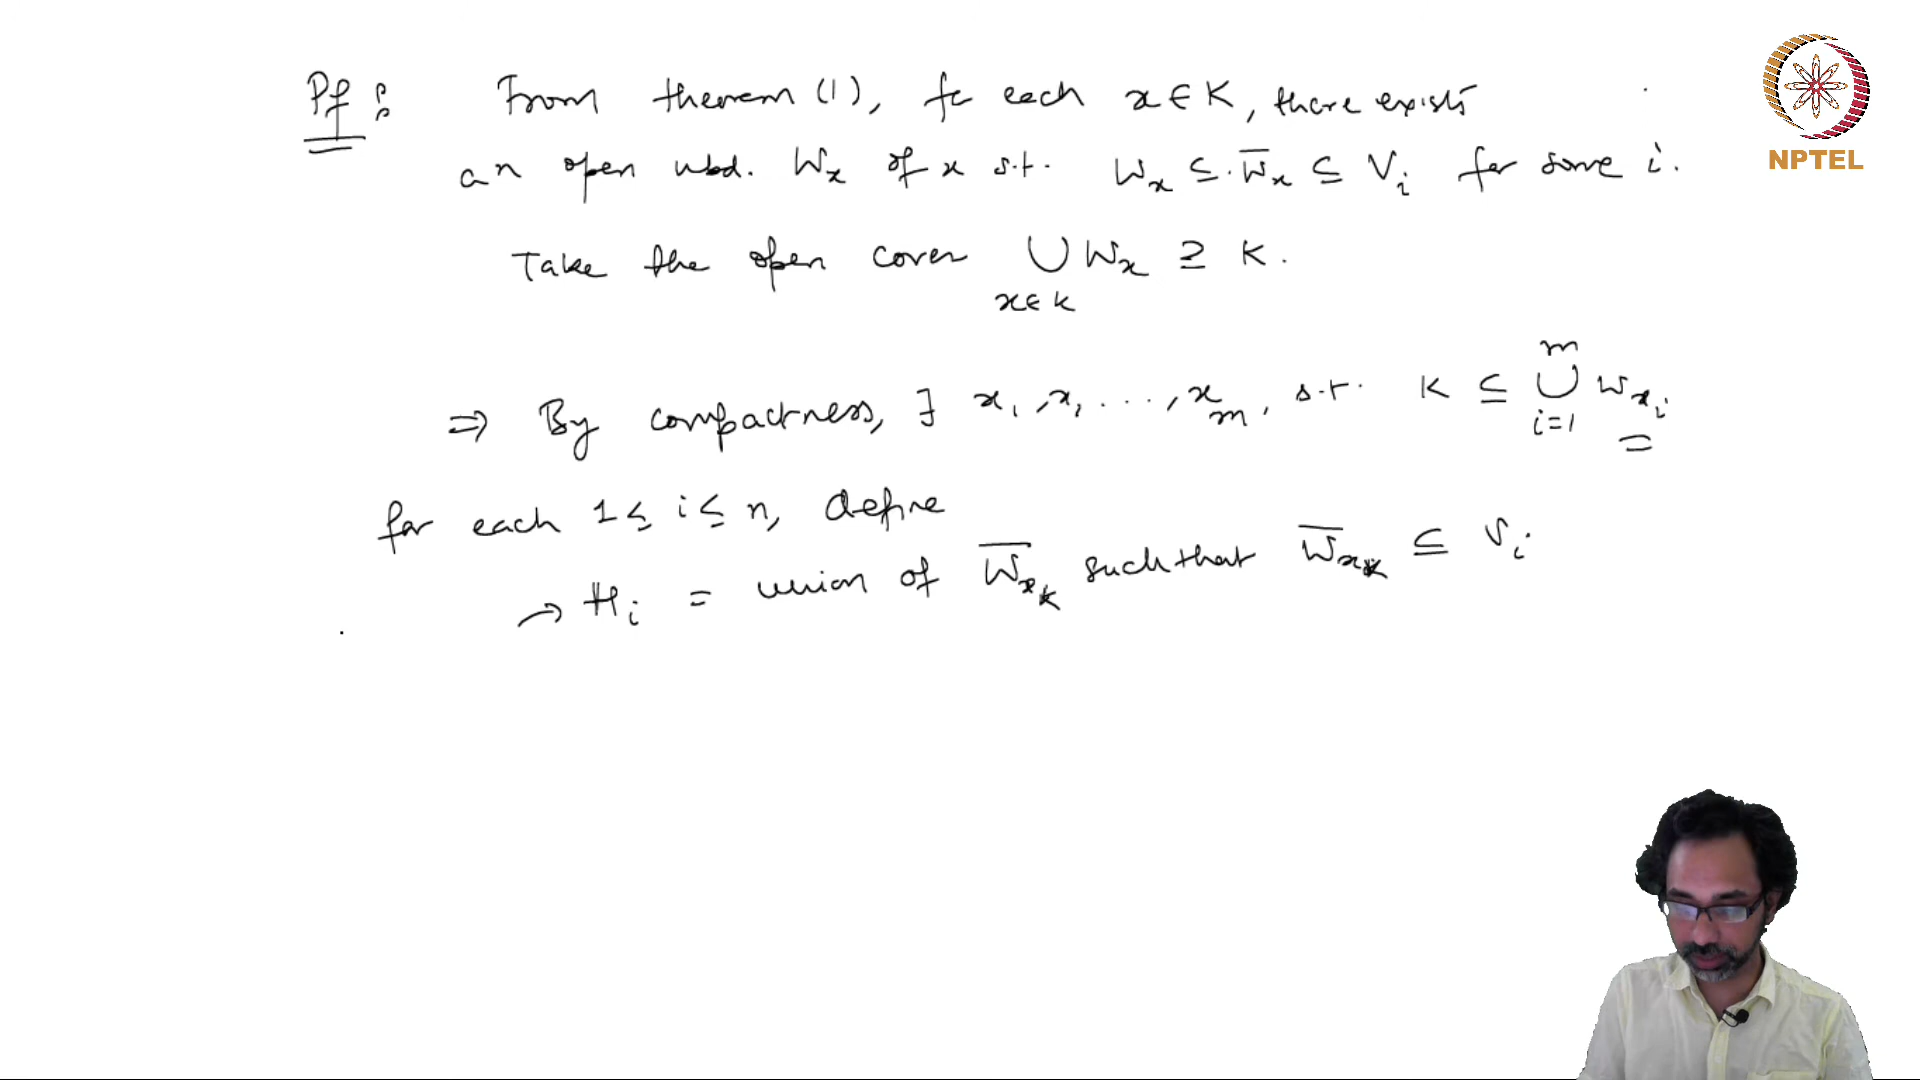 Pf : From theorem (1), for each x ∈ K, there exists
NPTEL
an open nbd. W_x of x s.t. W_x ⊆ W̅_x ⊆ V_i for some i.
Take the open cover ∪_{x∈K} W_x ⊇ K.
⇒ By compactness, ∃ x_1, x_2, ..., x_m, s.t. K ⊆ ∪_{i=1}^{m} W_{x_i}
for each 1 ≤ i ≤ n, define
→ H_i = union of W̅_{x_k} such that W̅_{x_k} ⊆ V_i